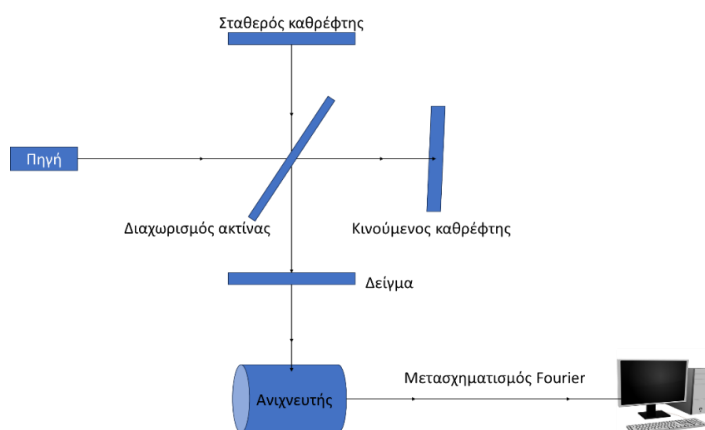 Σταθερός καθρέφτης
Πηγή
Διαχωρισμός ακτίνας
Κινούμενος καθρέφτης
Δείγμα
Μετασχηματισμός Fourier
Ανιχνευτής